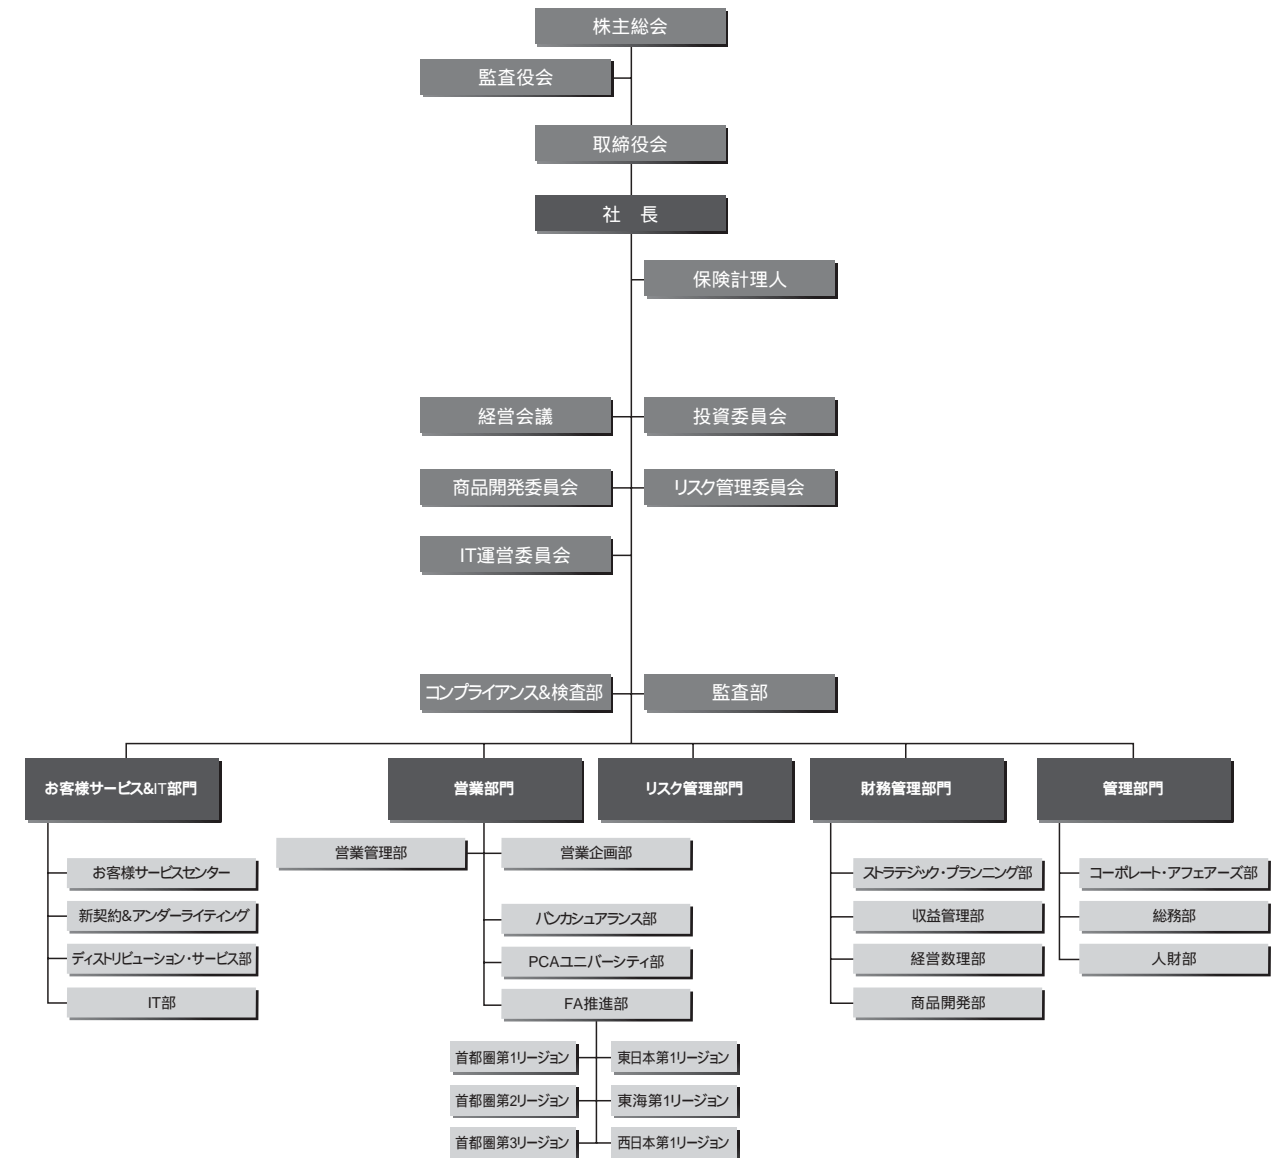 株主総会
監査役会
取締役会
社　長
保険計理人
経営会議
投資委員会
商品開発委員会
リスク管理委員会
IT運営委員会
コンプライアンス&検査部
監査部
お客様サービス&IT部門
営業部門
リスク管理部門
財務管理部門
管理部門
お客様サービスセンター
新契約&アンダーライティング
ディストリビューション・サービス部
IT部
営業管理部
営業企画部
バンカシュアランス部
PCAユニバーシティ部
FA推進部
首都圏第1リージョン
東日本第1リージョン
首都圏第2リージョン
東海第1リージョン
首都圏第3リージョン
西日本第1リージョン
ストラテジック・プランニング部
収益管理部
経営数理部
商品開発部
コーポレート・アフェアーズ部
総務部
人財部